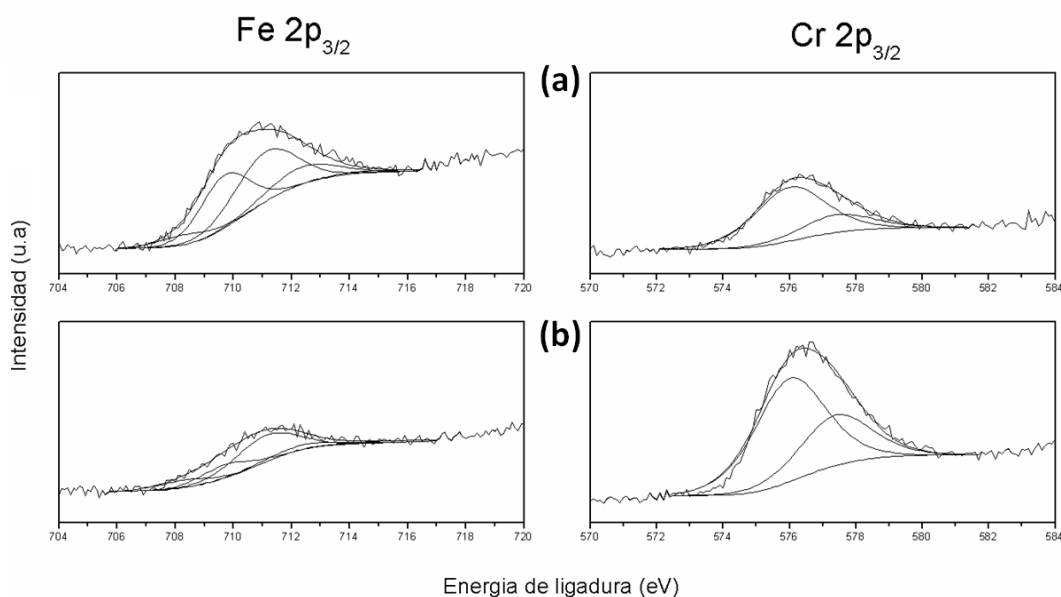 Fe 2p3/2
Cr 2p3/2
(a)
704 706 708 710 712 714 716 718 720
570 572 574 576 578 580 582 584
Intensidad (u.a)
(b)
704 706 708 710 712 714 716 718 720
570 572 574 576 578 580 582 584
Energia de ligadura (eV)